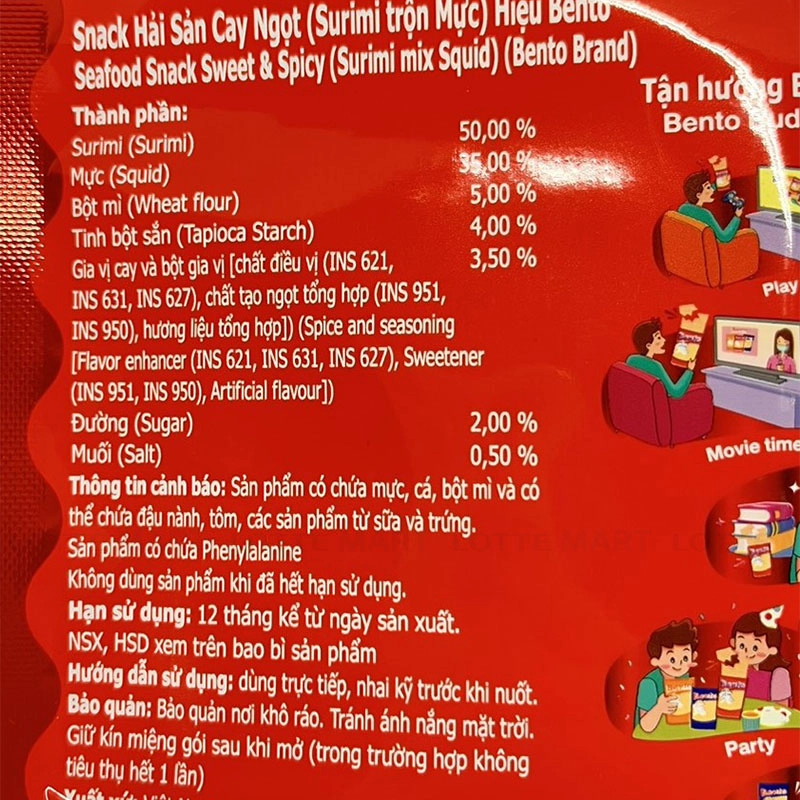 Snack Hải Sản Cay Ngọt (Surimi trộn Mực) Hiệu Bento
Seafood Snack Sweet & Spicy (Surimi mix Squid) (Bento Brand)
Thành phần:
Surimi (Surimi) 50,00 %
Mực (Squid) 35,00 %
Bột mì (Wheat flour) 5,00 %
Tinh bột sắn (Tapioca Starch) 4,00 %
Gia vị cay và bột gia vị [chất điều vị (INS 621, 3,50 %
INS 631, INS 627), chất tạo ngọt tổng hợp (INS 951,
INS 950), hương liệu tổng hợp]) (Spice and seasoning
[Flavor enhancer (INS 621, INS 631, INS 627), Sweetener
(INS 951, INS 950), Artificial flavour])
Đường (Sugar) 2,00 %
Muối (Salt) 0,50 %
Thông tin cảnh báo: Sản phẩm có chứa mực, cá, bột mì và có
thể chứa đậu nành, tôm, các sản phẩm từ sữa và trứng.
Sản phẩm có chứa Phenylalanine
Không dùng sản phẩm khi đã hết hạn sử dụng.
Hạn sử dụng: 12 tháng kể từ ngày sản xuất.
NSX, HSD xem trên bao bì sản phẩm
Hướng dẫn sử dụng: dùng trực tiếp, nhai kỹ trước khi nuốt.
Bảo quản: Bảo quản nơi khô ráo. Tránh ánh nắng mặt trời.
Giữ kín miệng gói sau khi mở (trong trường hợp không
tiêu thụ hết 1 lần)
Xuất xứ:
Tận hưởng
Bento
Play
Movie time
Party
LOTTE MART